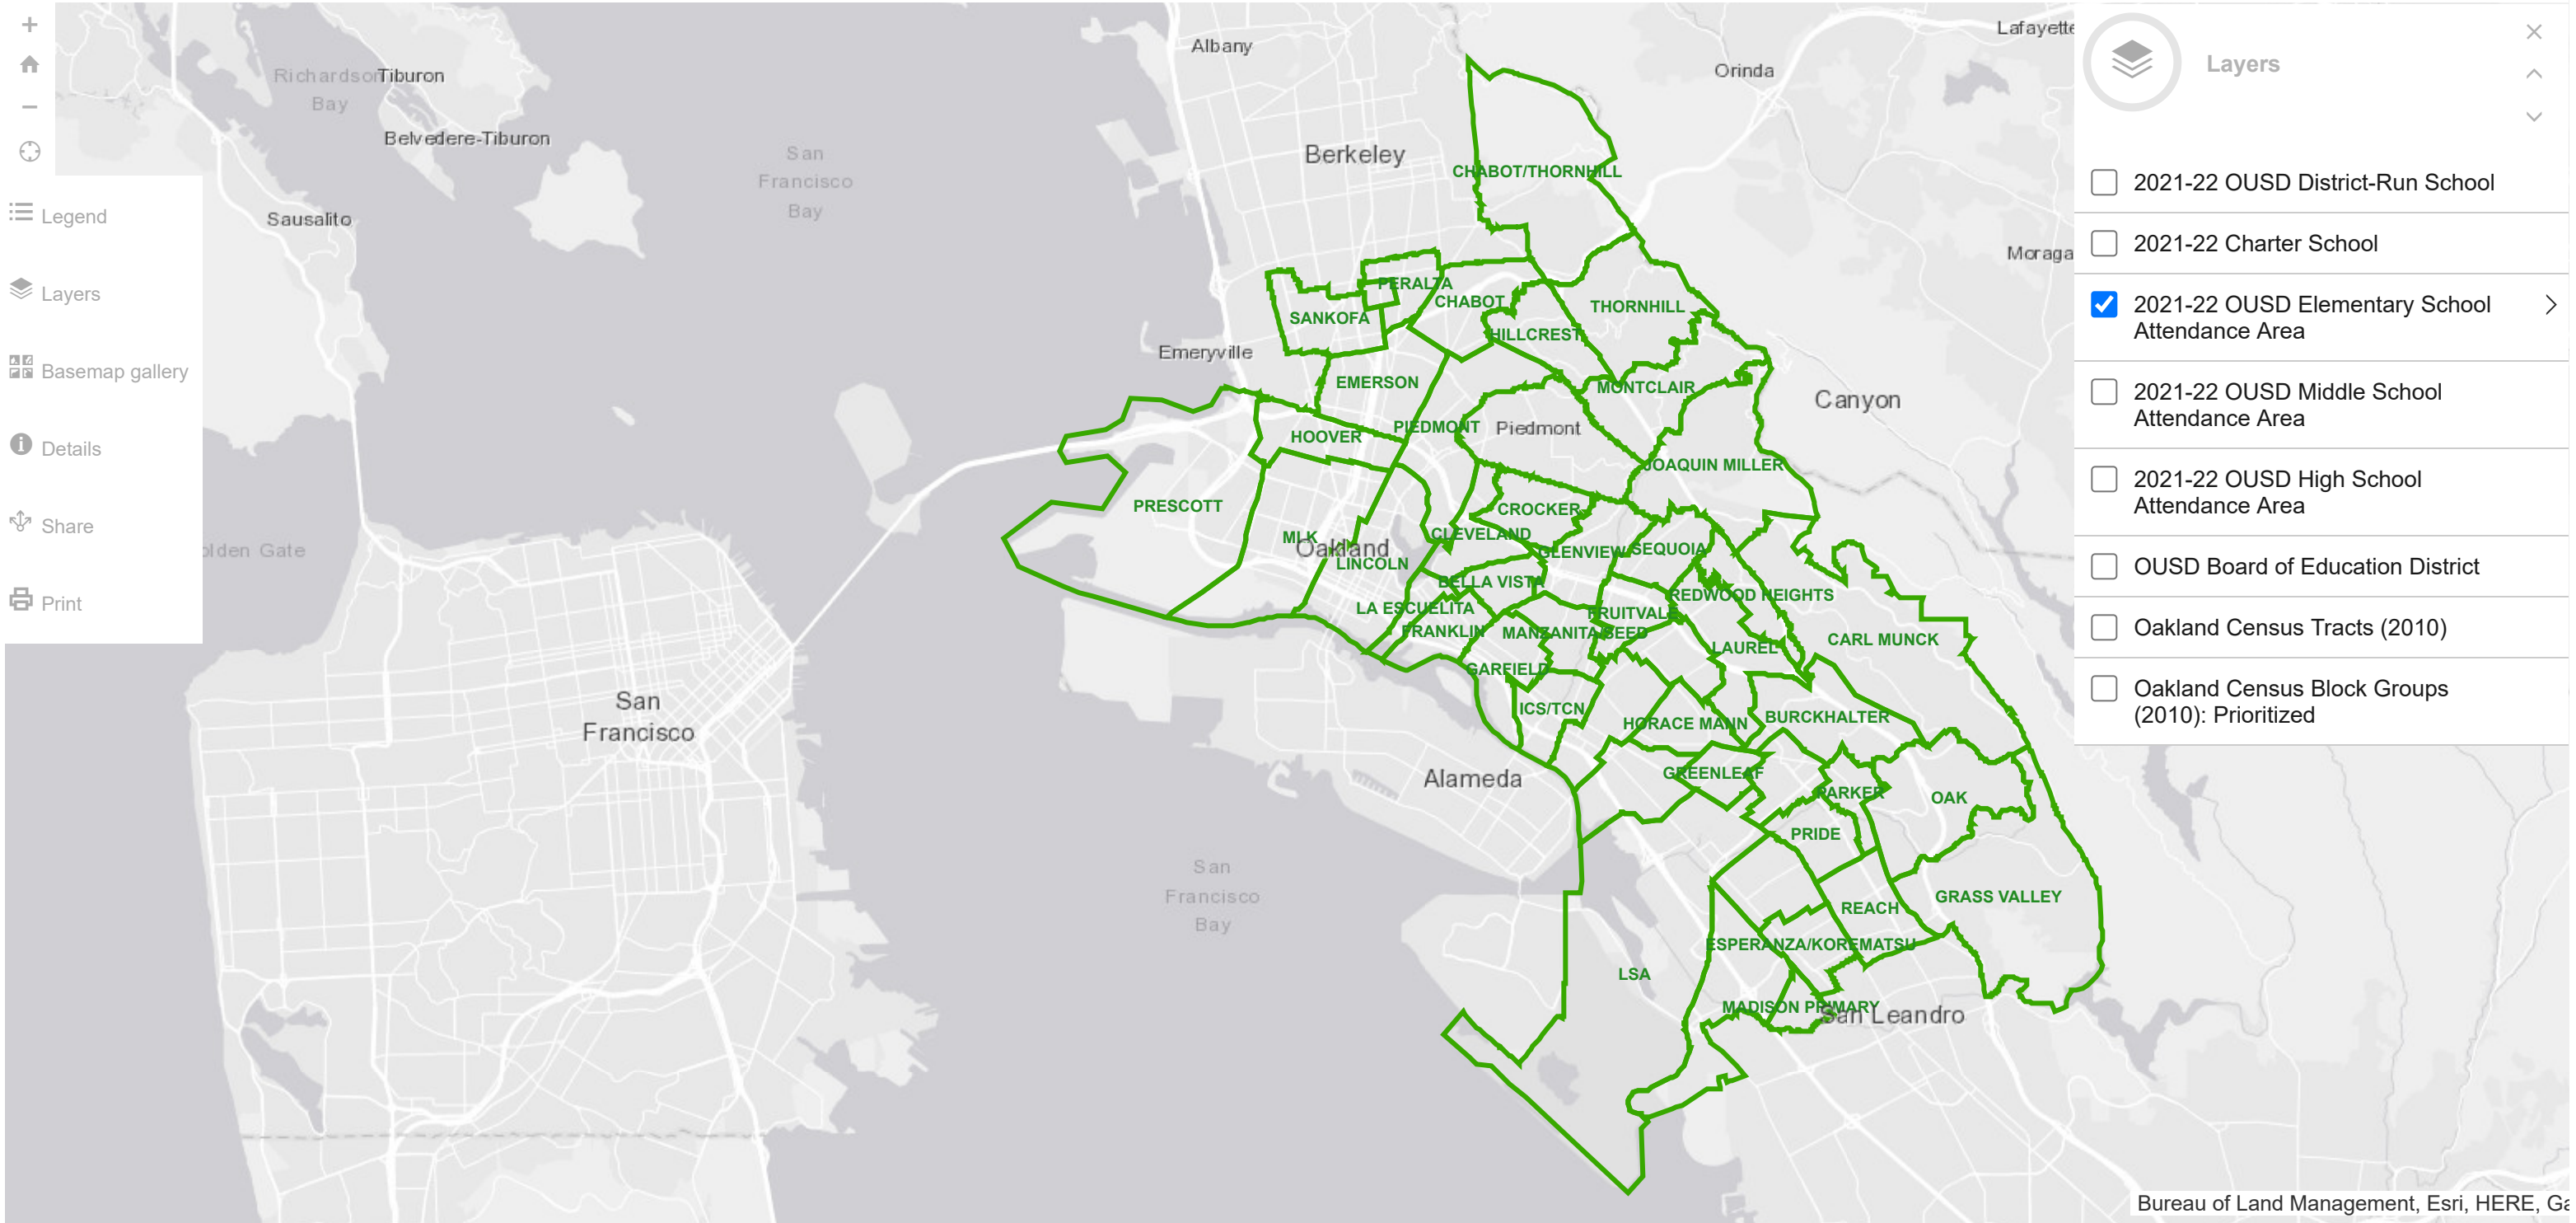 Legend
Layers
Basemap gallery
Details
Share
Print
Albany
Richardson
Bay
Tiburon
Belvedere-Tiburon
Sausalito
San
Francisco
Bay
Berkeley
Orinda
Lafayette
Moraga
Canyon
Emeryville
Piedmont
Oakland
Alameda
San
Francisco
San
Francisco
Bay
San Leandro
olden Gate
CHABOT/THORNHILL
PERALTA
CHABOT
SANKOFA
THORNHILL
HILLCREST
EMERSON
MONTCLAIR
PIEDMONT
HOOVER
JOAQUIN MILLER
PRESCOTT
CROCKER
MLK
CLEVELAND
GLENVIEW
SEQUOIA
LINCOLN
BELLA VISTA
REDWOOD HEIGHTS
LA ESCUELITA
FRUITVALE
FRANKLIN
MANZANITA/SEED
CARL MUNCK
LAUREL
GARFIELD
ICS/TCN
HORACE MANN
BURCKHALTER
GREENLEAF
PARKER
OAK
PRIDE
GRASS VALLEY
REACH
ESPERANZA/KOREMATSU
LSA
MADISON PRIMARY
Layers
2021-22 OUSD District-Run School
2021-22 Charter School
2021-22 OUSD Elementary School
Attendance Area
2021-22 OUSD Middle School
Attendance Area
2021-22 OUSD High School
Attendance Area
OUSD Board of Education District
Oakland Census Tracts (2010)
Oakland Census Block Groups
(2010): Prioritized
Bureau of Land Management, Esri, HERE, Ga